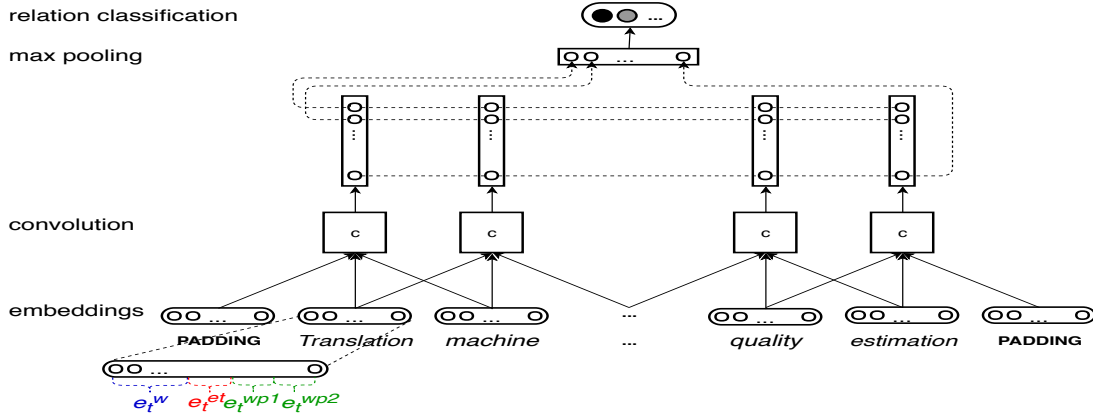 relation classification
...
max pooling
...
... ... ... ...
convolution
c c c c
embeddings ... ... ... ... ... ... ...
PADDING Translation machine ... quality estimation PADDING
...
e_t^w e_t^et e_t^wp1 e_t^wp2